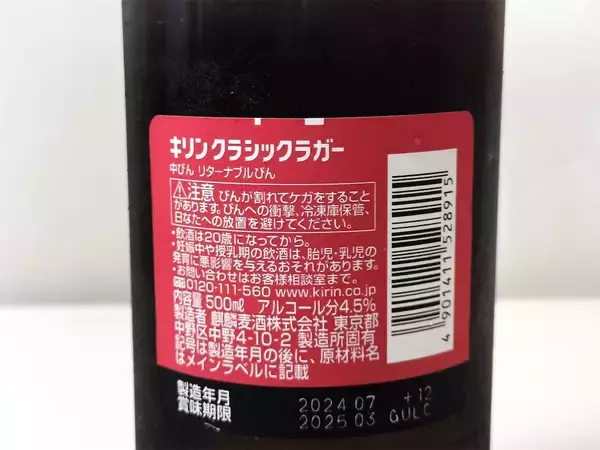 キリン クラシックラガー
中びん リターナブルびん
⚠注意 びんが割れてケガをすること
があります。びんへの衝撃、冷凍庫保管、
日なたへの放置を避けてください。
・飲酒は20歳になってから。
・妊娠中や授乳期の飲酒は、胎児・乳児の
発育に悪影響を与えるおそれがあります。
・お問い合わせはお客様相談室まで。
0120-111-560 www.kirin.co.jp
内容量 500㎖ アルコール分4.5%
製造者 麒麟麦酒株式会社 東京都
中野区中野4-10-2 製造所固有
記号は製造年月の後に、原材料名
はメインラベルに記載
4 901411 528915
製造年月 2024 07 +12
賞味期限 2025 03